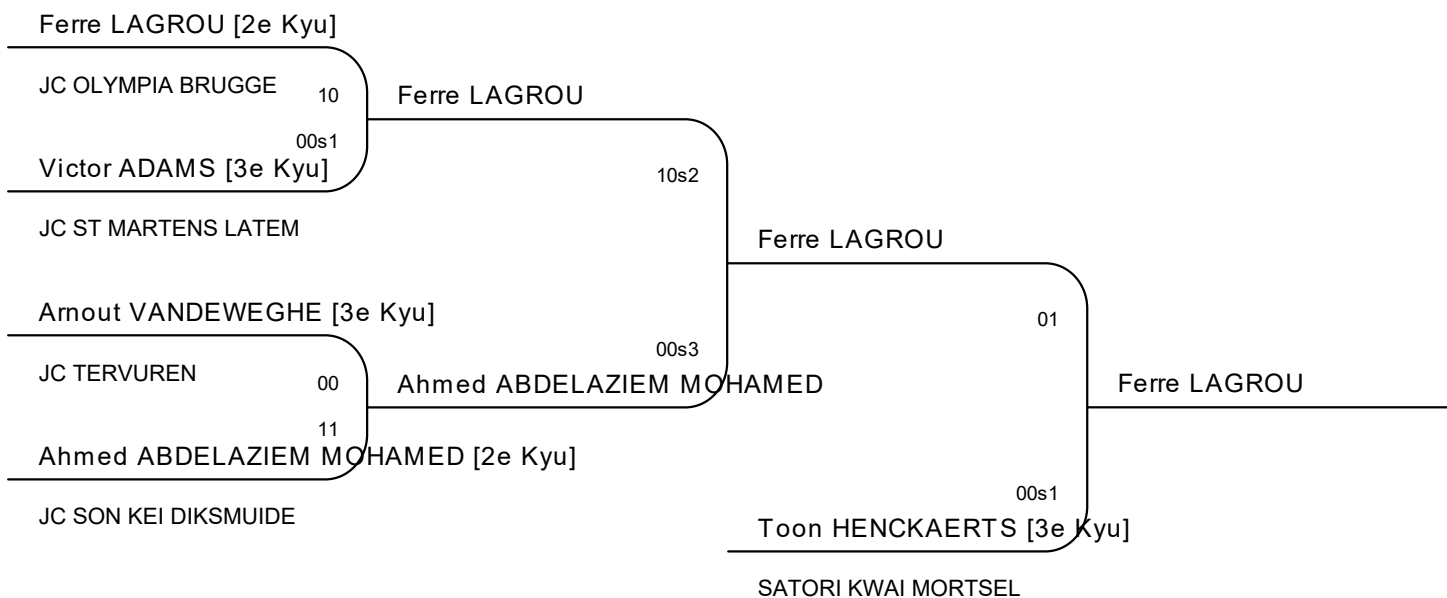 Ferre LAGROU [2e Kyu]
JC OLYMPIA BRUGGE
10
Ferre LAGROU
00s1
Victor ADAMS [3e Kyu]
10s2
JC ST MARTENS LATEM
Ferre LAGROU
Arnout VANDEWEGHE [3e Kyu]
01
00s3
JC TERVUREN
00
Ahmed ABDELAZIEM MOHAMED
Ferre LAGROU
11
Ahmed ABDELAZIEM MOHAMED [2e Kyu]
00s1
JC SON KEI DIKSMUIDE
Toon HENCKAERTS [3e Kyu]
SATORI KWAI MORTSEL